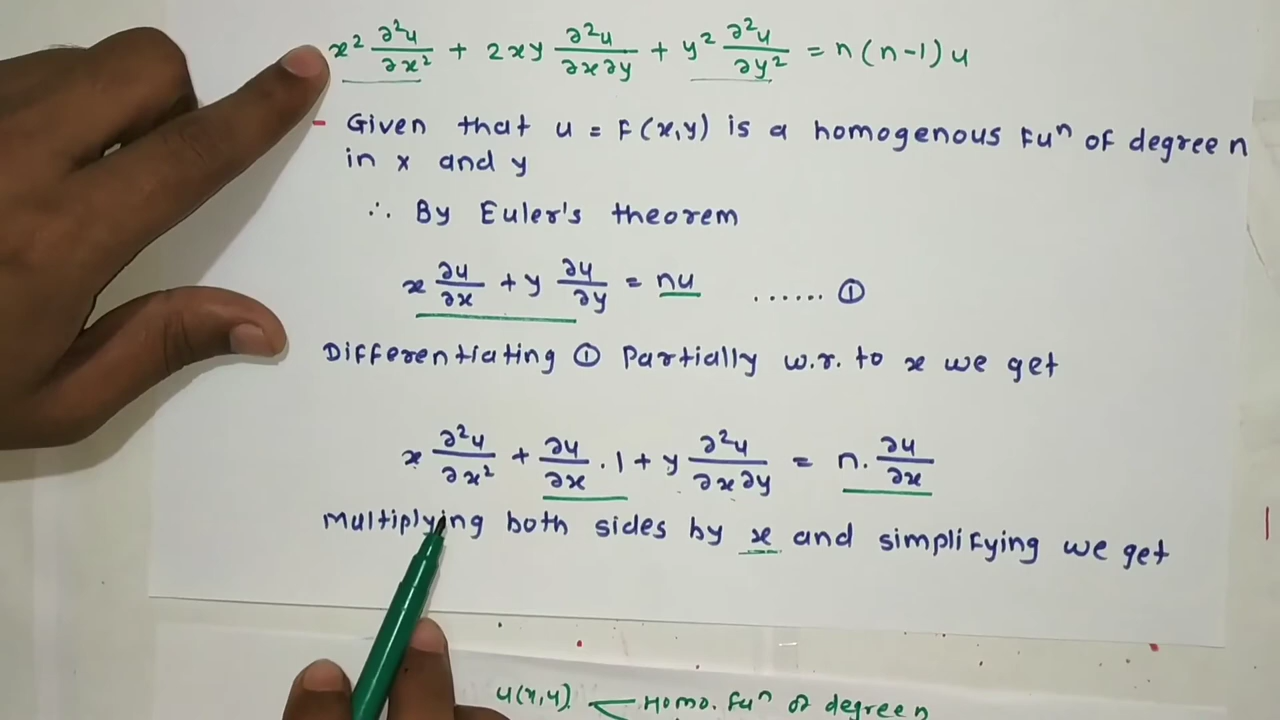 x² ∂²u/∂x² + 2xy ∂²u/∂x∂y + y² ∂²u/∂y² = n(n-1)u
- Given that u = F(x,y) is a homogenous Fuⁿ of degree n
in x and y
∴ By Euler's theorem
x ∂u/∂x + y ∂u/∂y = nu ...... ①
Differentiating ① Partially w.r. to x we get
x ∂²u/∂x² + ∂u/∂x . 1 + y ∂²u/∂x∂y = n. ∂u/∂x
Multiplying both sides by x and simplifying we get
u(x,y) Homo. Fuⁿ of degree n